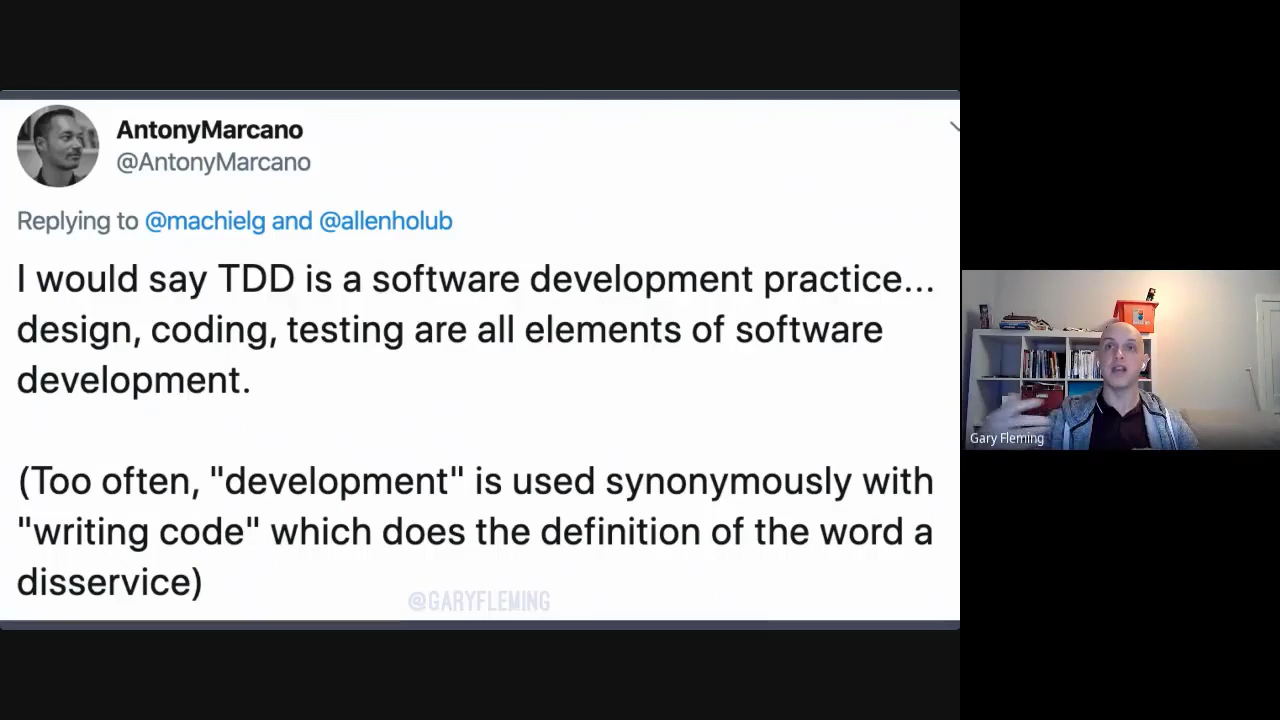 AntonyMarcano
@AntonyMarcano
Replying to @machielg and @allenholub
I would say TDD is a software development practice...
design, coding, testing are all elements of software
development.
(Too often, "development" is used synonymously with
"writing code" which does the definition of the word a
disservice)
@GARYFLEMING
Gary Fleming